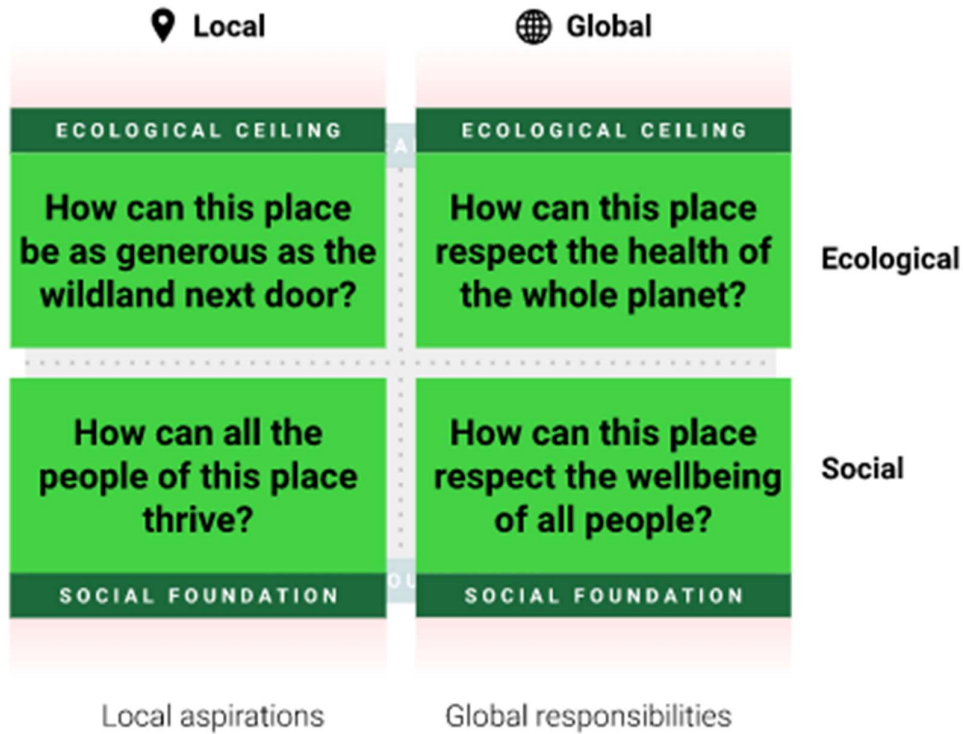 Local
Global
ECOLOGICAL CEILING
ECOLOGICAL CEILING
How can this place
be as generous as the
wildland next door?
How can this place
respect the health of
the whole planet?
Ecological
How can all the
people of this place
thrive?
How can this place
respect the wellbeing
of all people?
Social
SOCIAL FOUNDATION
SOCIAL FOUNDATION
Local aspirations
Global responsibilities